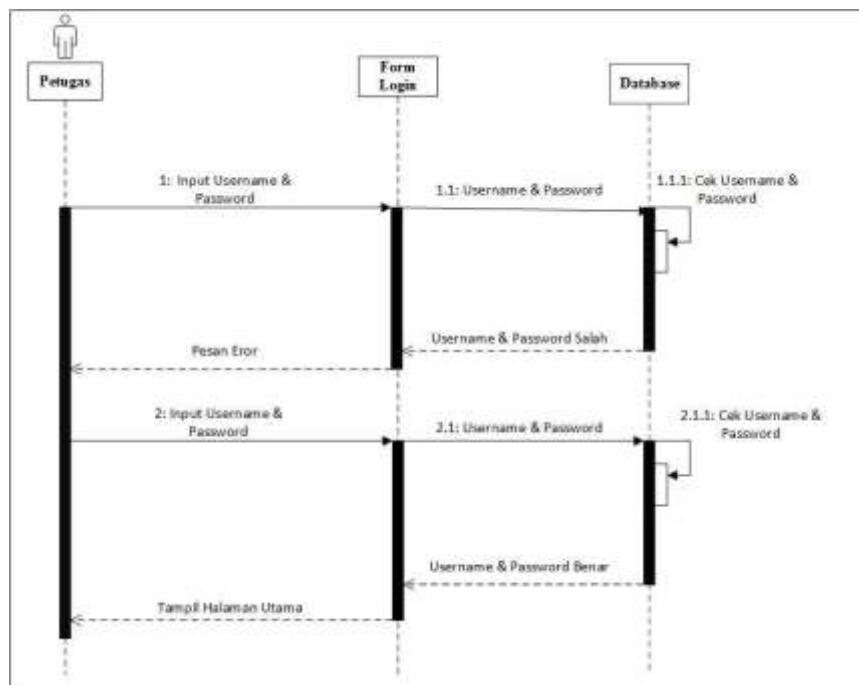 Petugas
Form
Login
Database
1: Input Username &
Password
1.1: Username & Password
1.1.1: Cek Username &
Password
Username & Password Salah
Pesan Eror
2: Input Username &
Password
2.1: Username & Password
2.1.1: Cek Username &
Password
Username & Password Benar
Tampil Halaman Utama